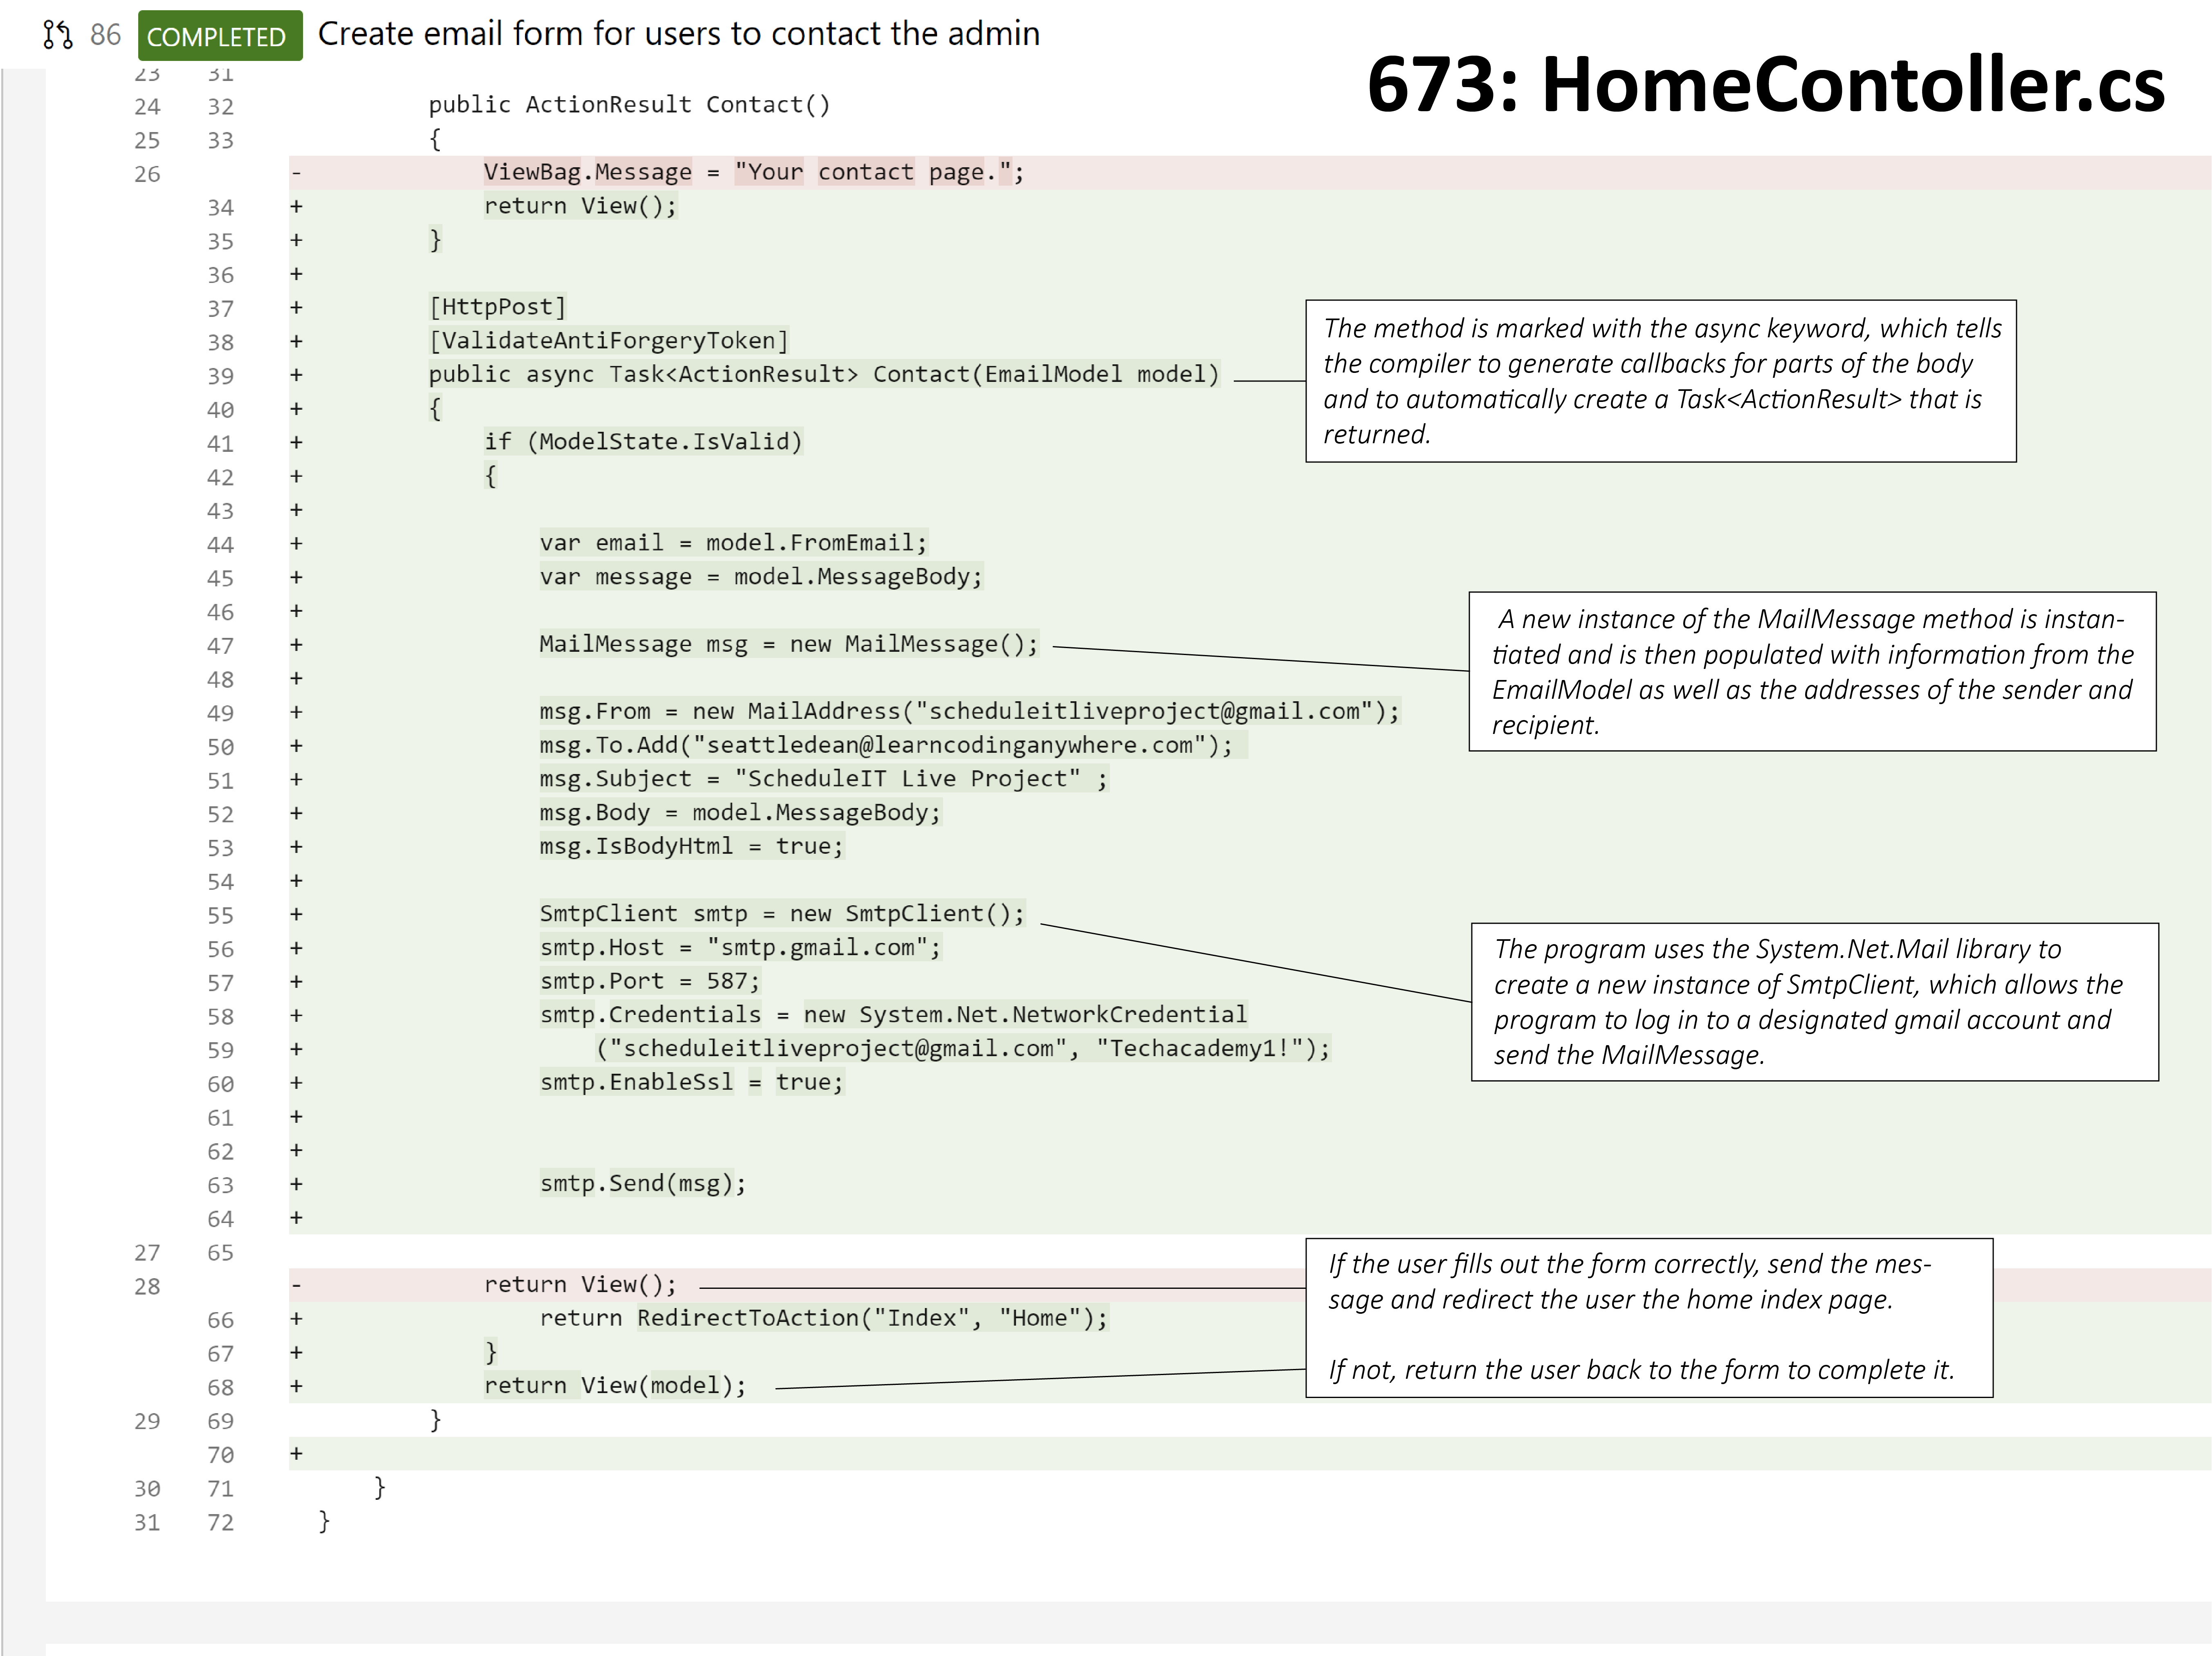 86 COMPLETED Create email form for users to contact the admin
673: HomeContoller.cs
23 31
24 32 public ActionResult Contact()
25 33 {
26 - ViewBag.Message = "Your contact page.";
34 + return View();
35 + }
36 +
37 + [HttpPost]
38 + [ValidateAntiForgeryToken]
39 + public async Task<ActionResult> Contact(EmailModel model)
40 + {
41 + if (ModelState.IsValid)
42 + {
43 +
44 + var email = model.FromEmail;
45 + var message = model.MessageBody;
46 +
47 + MailMessage msg = new MailMessage();
48 +
49 + msg.From = new MailAddress("scheduleitliveproject@gmail.com");
50 + msg.To.Add("seattledean@learncodinganywhere.com");
51 + msg.Subject = "ScheduleIT Live Project" ;
52 + msg.Body = model.MessageBody;
53 + msg.IsBodyHtml = true;
54 +
55 + SmtpClient smtp = new SmtpClient();
56 + smtp.Host = "smtp.gmail.com";
57 + smtp.Port = 587;
58 + smtp.Credentials = new System.Net.NetworkCredential
59 + ("scheduleitliveproject@gmail.com", "Techacademy1!");
60 + smtp.EnableSsl = true;
61 +
62 +
63 + smtp.Send(msg);
64 +
27 65
28 - return View();
66 + return RedirectToAction("Index", "Home");
67 + }
68 + return View(model);
29 69 }
70 +
30 71 }
31 72 }
The method is marked with the async keyword, which tells
the compiler to generate callbacks for parts of the body
and to automatically create a Task<ActionResult> that is
returned.
A new instance of the MailMessage method is instan-
tiated and is then populated with information from the
EmailModel as well as the addresses of the sender and
recipient.
The program uses the System.Net.Mail library to
create a new instance of SmtpClient, which allows the
program to log in to a designated gmail account and
send the MailMessage.
If the user fills out the form correctly, send the mes-
sage and redirect the user the home index page.
If not, return the user back to the form to complete it.